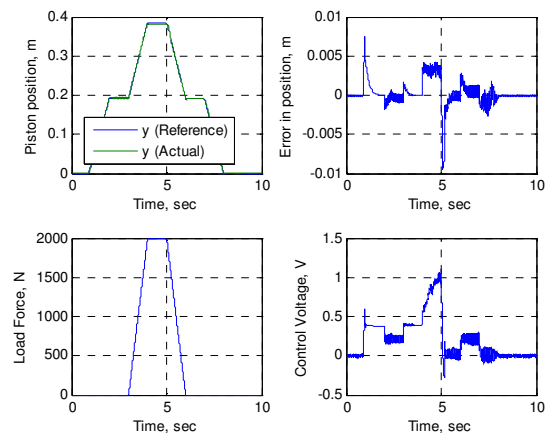 0.4
0.3
0.2
0.1
0
Piston position, m
y (Reference)
y (Actual)
0 5 10
Time, sec
0.01
0.005
0
-0.005
-0.01
Error in position, m
0 5 10
Time, sec
2000
1500
1000
500
0
Load Force, N
0 5 10
Time, sec
1.5
1
0.5
0
-0.5
Control Voltage, V
0 5 10
Time, sec